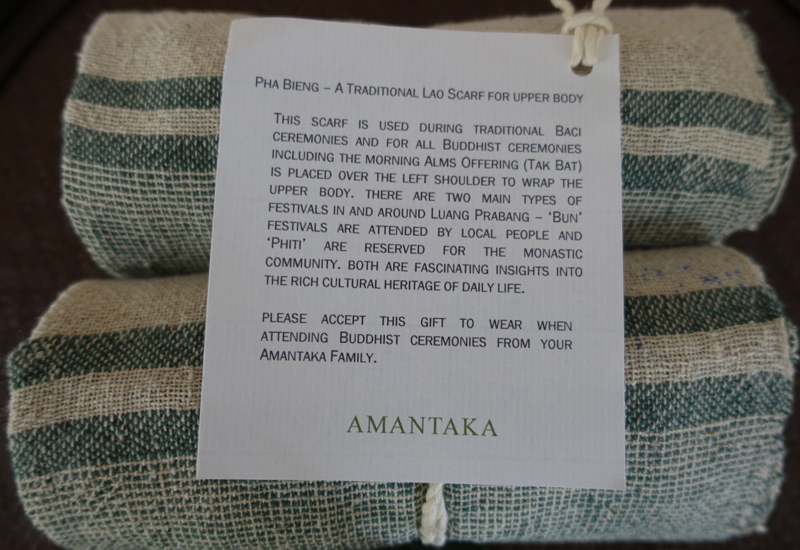 PHA BIENG – A TRADITIONAL LAO SCARF FOR UPPER BODY
THIS SCARF IS USED DURING TRADITIONAL BACI
CEREMONIES AND FOR ALL BUDDHIST CEREMONIES
INCLUDING THE MORNING ALMS OFFERING (TAK BAT)
IS PLACED OVER THE LEFT SHOULDER TO WRAP THE
UPPER BODY. THERE ARE TWO MAIN TYPES OF
FESTIVALS IN AND AROUND LUANG PRABANG – ‘BUN’
FESTIVALS ARE ATTENDED BY LOCAL PEOPLE AND
‘PHITI’ ARE RESERVED FOR THE MONASTIC
COMMUNITY. BOTH ARE FASCINATING INSIGHTS INTO
THE RICH CULTURAL HERITAGE OF DAILY LIFE.
PLEASE ACCEPT THIS GIFT TO WEAR WHEN
ATTENDING BUDDHIST CEREMONIES FROM YOUR
AMANTAKA FAMILY.
AMANTAKA